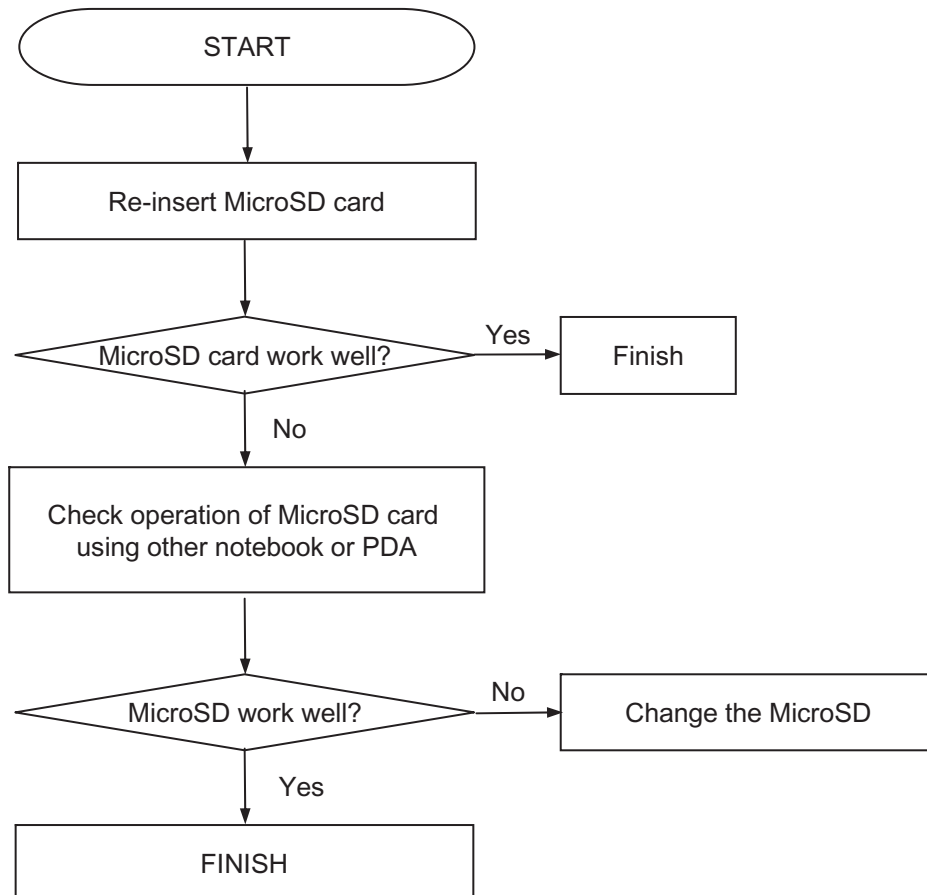 START
Re-insert MicroSD card
MicroSD card work well?
Yes
Finish
No
Check operation of MicroSD card
using other notebook or PDA
MicroSD work well?
No
Change the MicroSD
Yes
FINISH